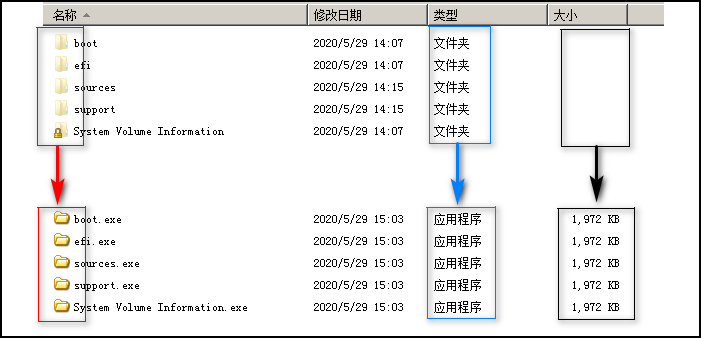 名称 修改日期 类型 大小
boot 2020/5/29 14:07 文件夹
efi 2020/5/29 14:07 文件夹
sources 2020/5/29 14:15 文件夹
support 2020/5/29 14:15 文件夹
System Volume Information 2020/5/29 14:07 文件夹
boot.exe 2020/5/29 15:03 应用程序 1,972 KB
efi.exe 2020/5/29 15:03 应用程序 1,972 KB
sources.exe 2020/5/29 15:03 应用程序 1,972 KB
support.exe 2020/5/29 15:03 应用程序 1,972 KB
System Volume Information.exe 2020/5/29 15:03 应用程序 1,972 KB